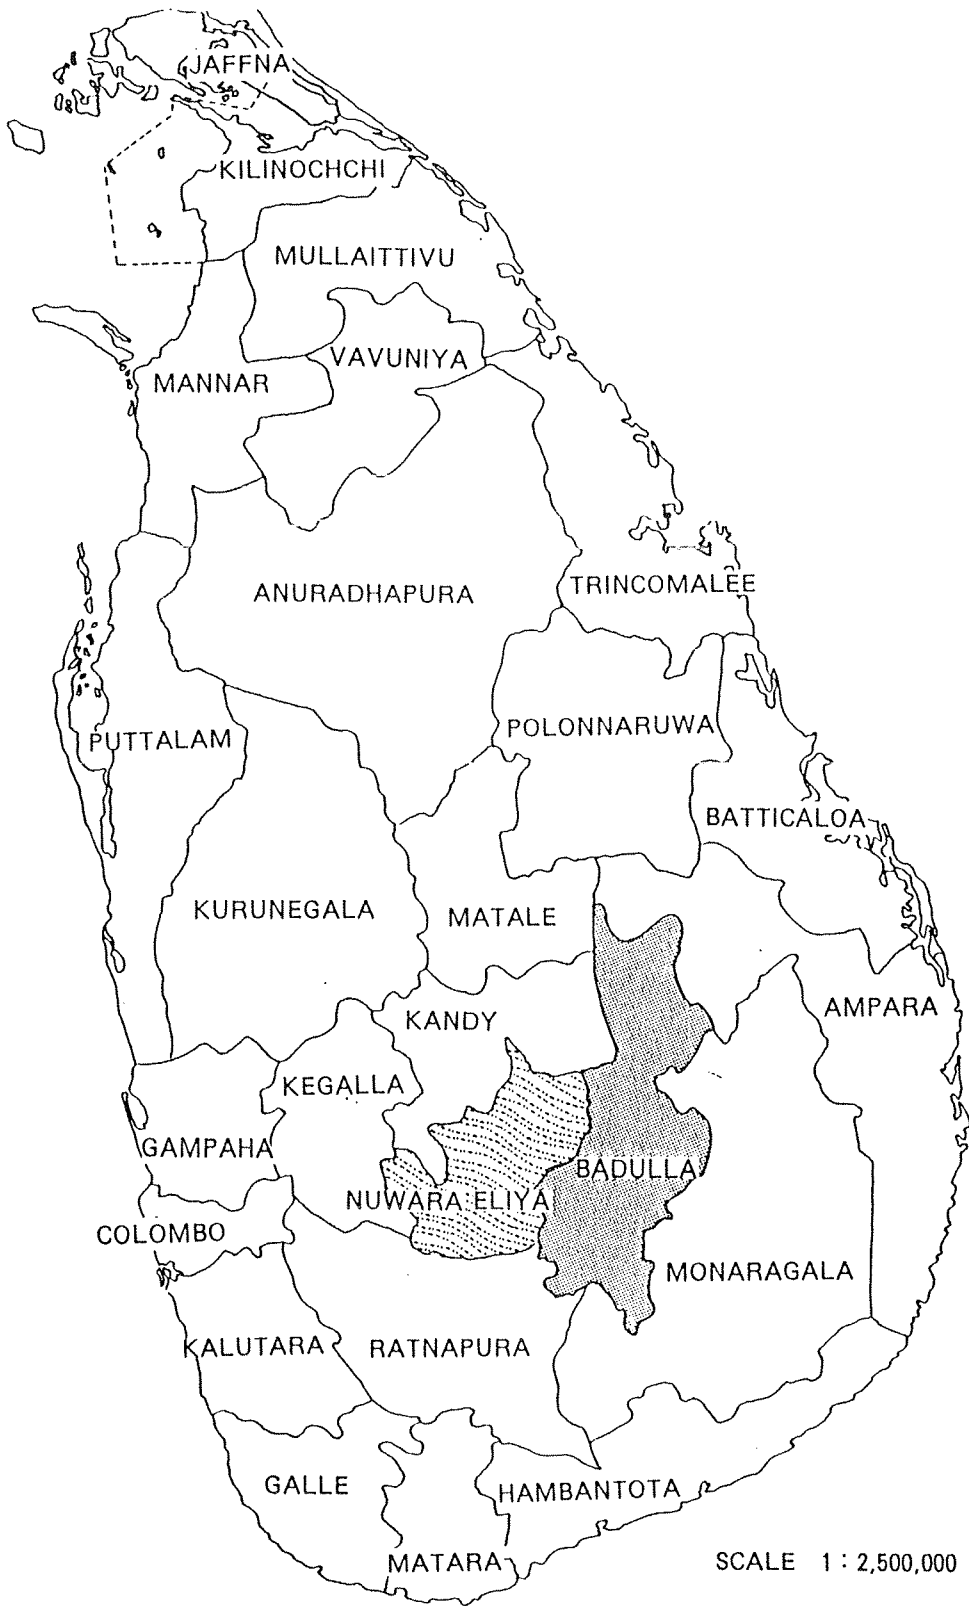 JAFFNA
KILINOCHCHI
MULLAITTIVU
VAVUNIYA
MANNAR
ANURADHAPURA
TRINCOMALEE
PUTTALAM
POLONNARUWA
BATTICALOA
KURUNEGALA
MATALE
KANDY
AMPARA
KEGALLA
GAMPAHA
BADULLA
NUWARA ELIYA
COLOMBO
MONARAGALA
KALUTARA
RATNAPURA
GALLE
HAMBANTOTA
MATARA
SCALE 1 : 2,500,000